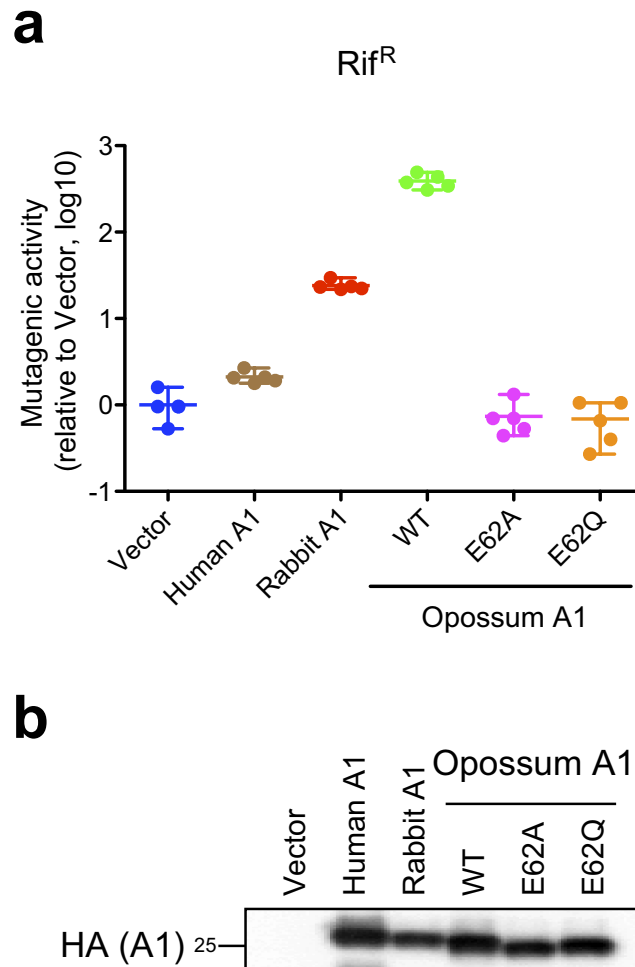 a
Rif^R
Mutagenic activity
(relative to Vector, log10)
3
2
1
0
-1
Vector
Human A1
Rabbit A1
WT
E62A
E62Q
Opossum A1
b
Opossum A1
Vector
Human A1
Rabbit A1
WT
E62A
E62Q
HA (A1) 25